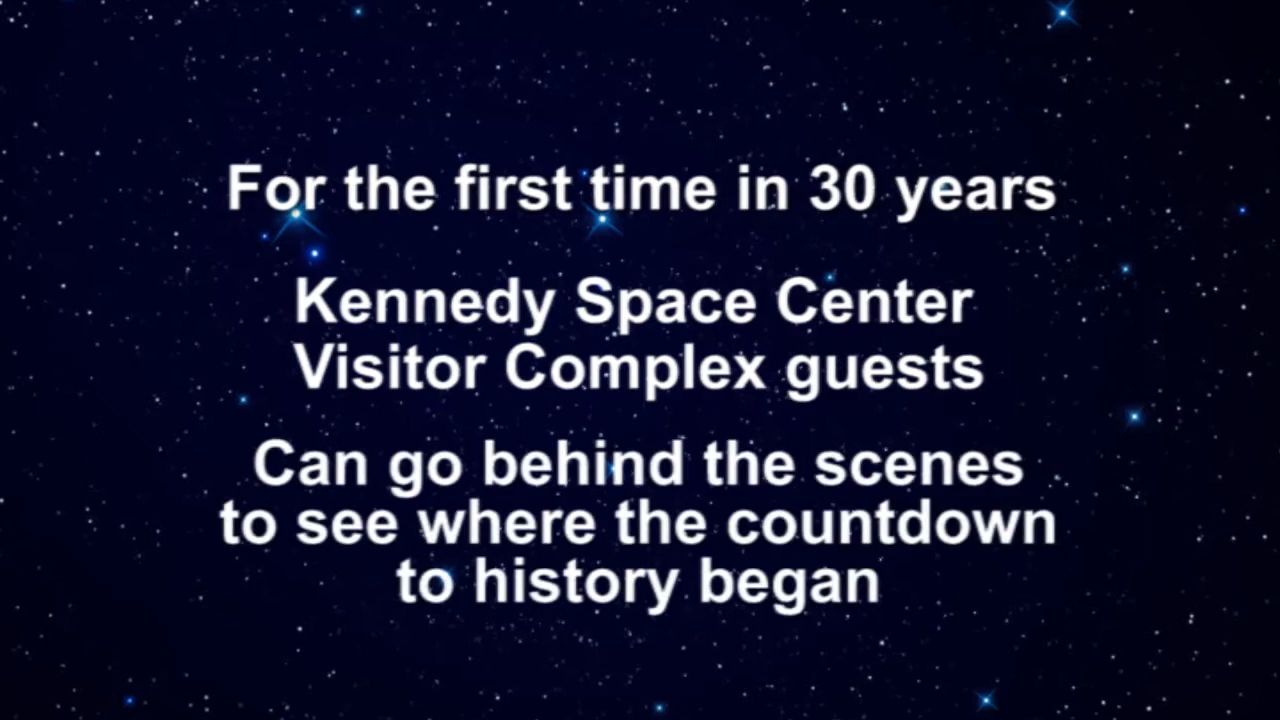 For the first time in 30 years
Kennedy Space Center
Visitor Complex guests
Can go behind the scenes
to see where the countdown
to history began